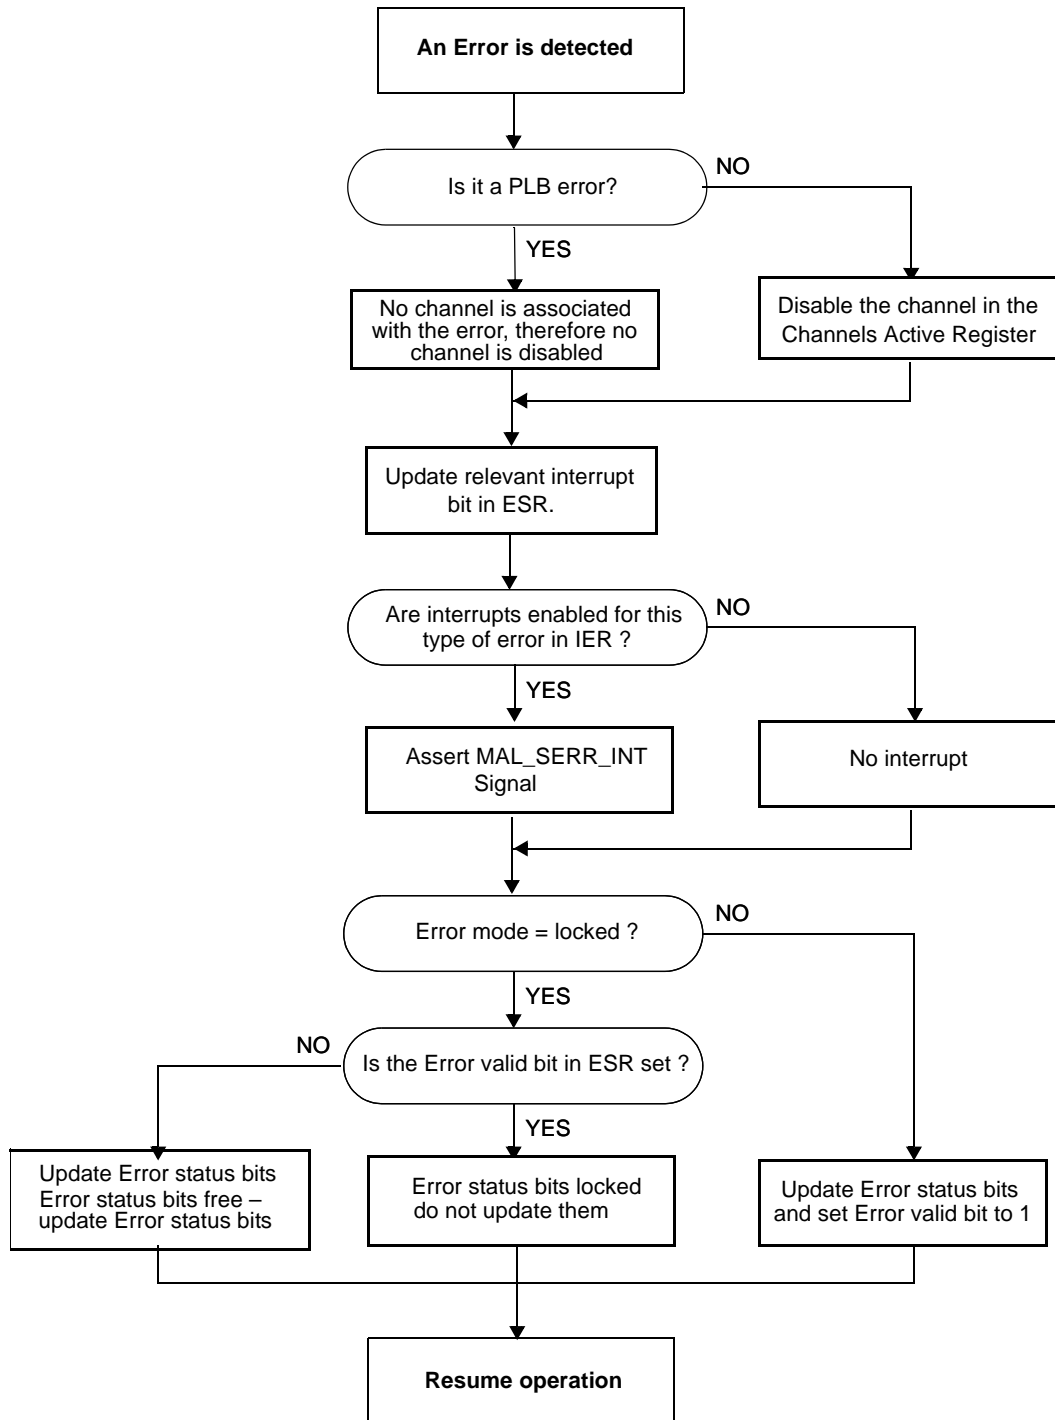 An Error is detected
Is it a PLB error?
NO
YES
No channel is associated
with the error, therefore no
channel is disabled
Disable the channel in the
Channels Active Register
Update relevant interrupt
bit in ESR.
Are interrupts enabled for this
type of error in IER ?
NO
YES
Assert MAL_SERR_INT
Signal
No interrupt
Error mode = locked ?
NO
YES
Is the Error valid bit in ESR set ?
NO
YES
Update Error status bits
Error status bits free –
update Error status bits
Error status bits locked
do not update them
Update Error status bits
and set Error valid bit to 1
Resume operation